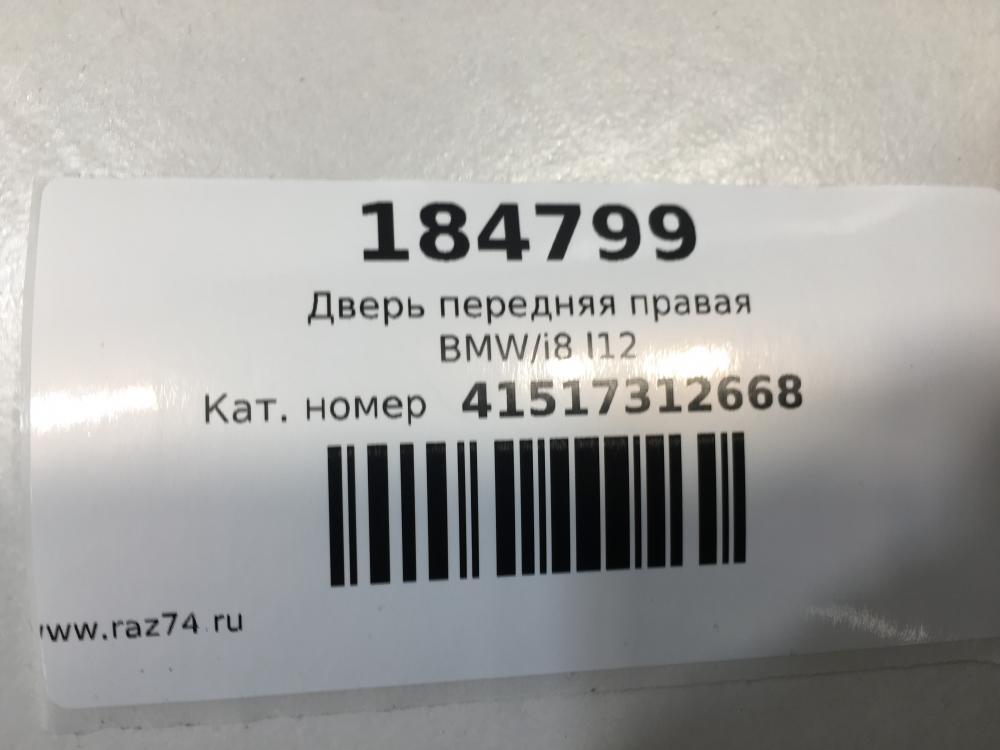 184799
Дверь передняя правая
BMW/i8 I12
Кат. номер 41517312668
www.raz74.ru